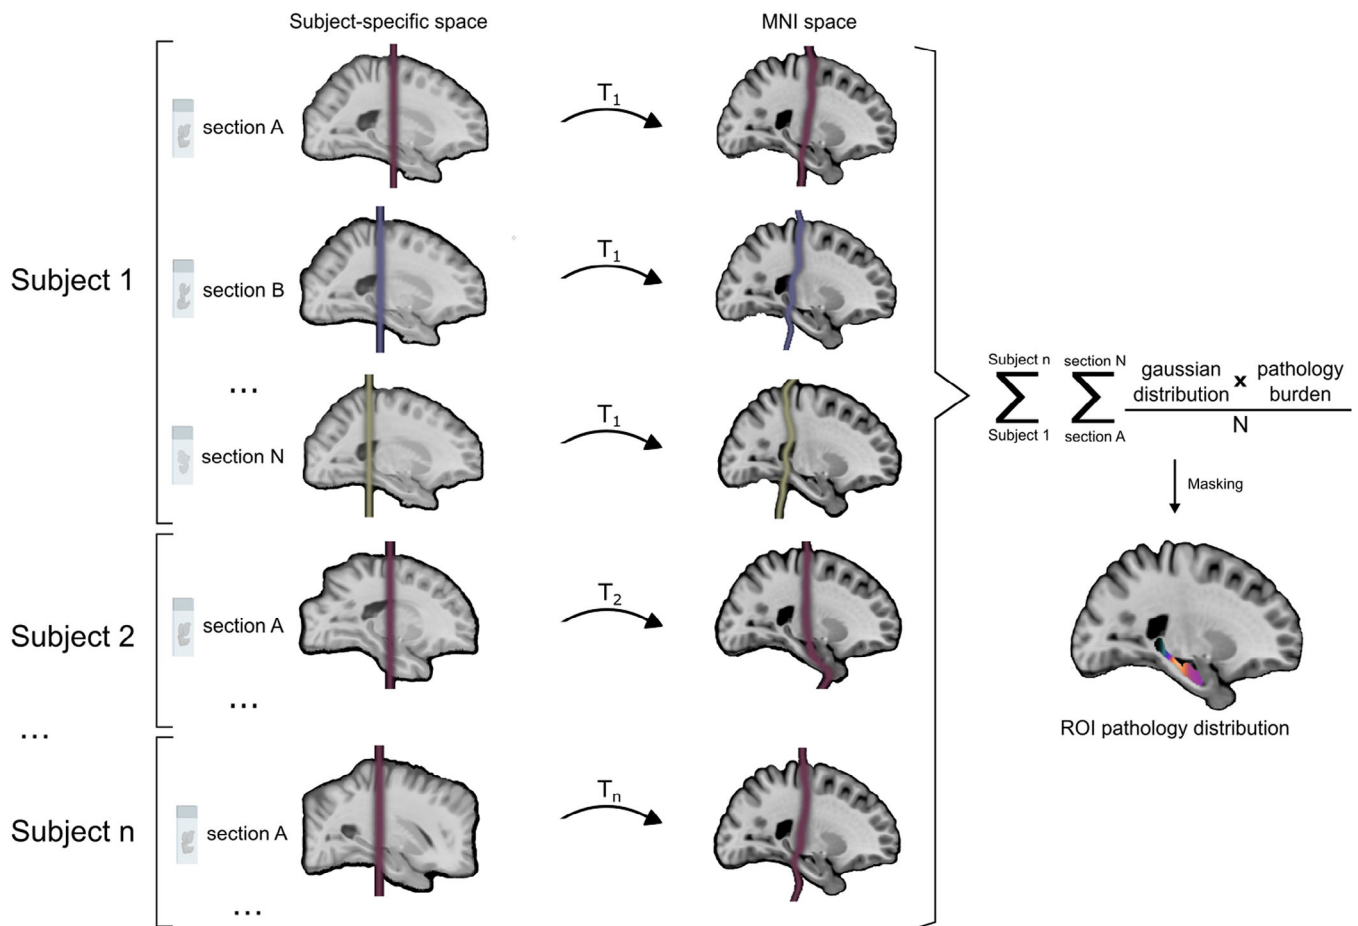 Subject-specific space
MNI space
Subject 1
section A
T1
section B
T1
...
section N
T1
Subject 2
section A
T2
...
...
Subject n
section A
Tn
...
Subject n
section N
∑
∑
gaussian distribution
x
pathology burden
N
Subject 1
section A
Masking
ROI pathology distribution